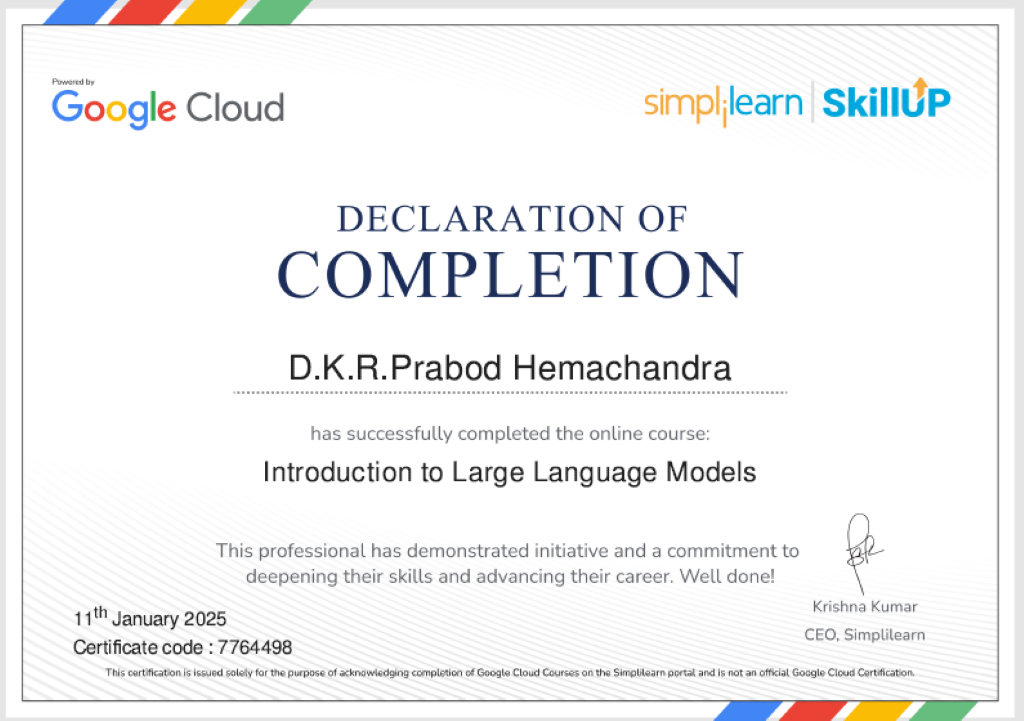 Powered by
Google Cloud
simplilearn | SkillUP
DECLARATION OF
COMPLETION
D.K.R.Prabod Hemachandra
has successfully completed the online course:
Introduction to Large Language Models
This professional has demonstrated initiative and a commitment to
deepening their skills and advancing their career. Well done!
Krishna Kumar
CEO, Simplilearn
11th January 2025
Certificate code : 7764498
This certification is issued solely for the purpose of acknowledging completion of Google Cloud Courses on the Simplilearn portal and is not an official Google Cloud Certification.